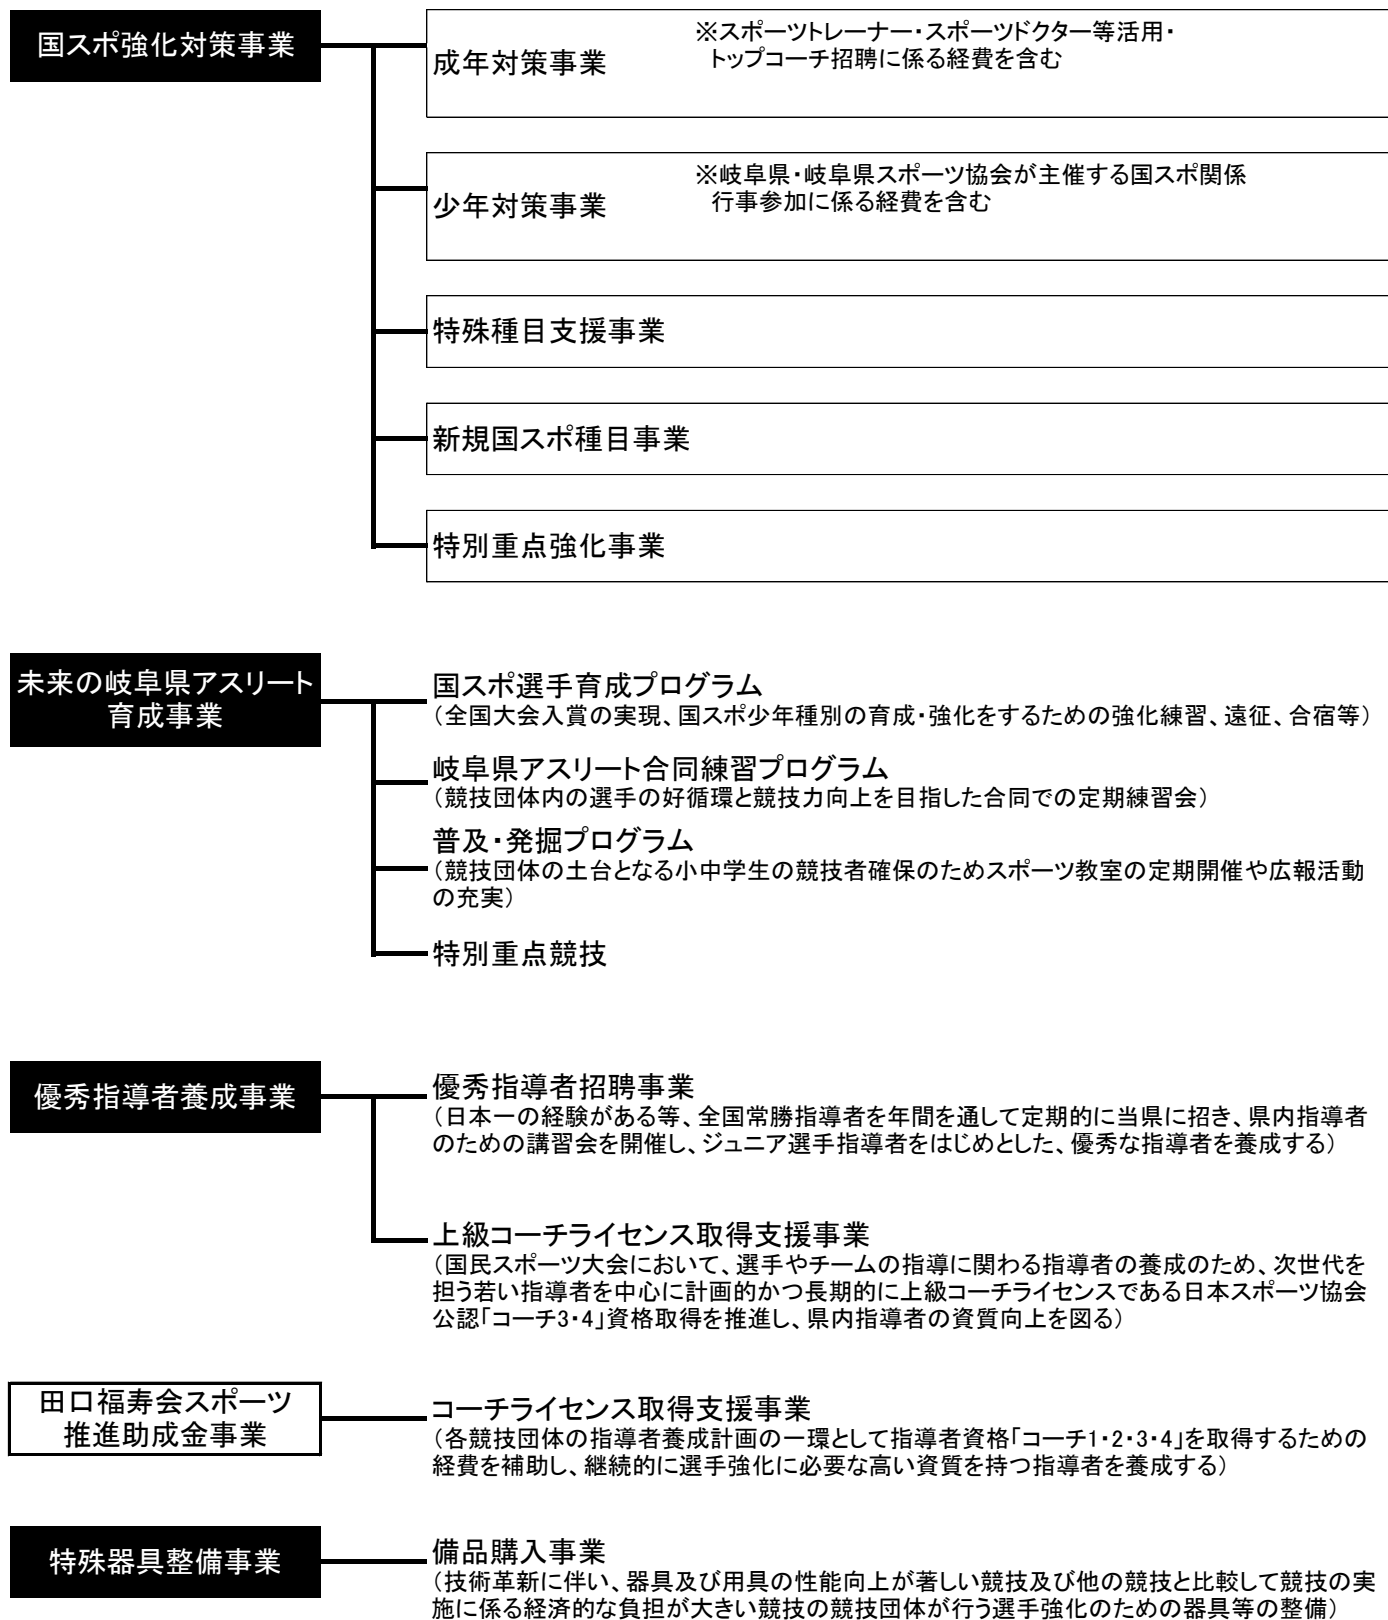 国スポ強化対策事業
成年対策事業
※スポーツトレーナー・スポーツドクター等活用・
トップコーチ招聘に係る経費を含む
少年対策事業
※岐阜県・岐阜県スポーツ協会が主催する国スポ関係
行事参加に係る経費を含む
特殊種目支援事業
新規国スポ種目事業
特別重点強化事業
未来の岐阜県アスリート
育成事業
国スポ選手育成プログラム
（全国大会入賞の実現、国スポ少年種別の育成・強化をするための強化練習、遠征、合宿等）
岐阜県アスリート合同練習プログラム
（競技団体内の選手の好循環と競技力向上を目指した合同での定期練習会）
普及・発掘プログラム
（競技団体の土台となる小中学生の競技者確保のためスポーツ教室の定期開催や広報活動
の充実）
特別重点競技
優秀指導者養成事業
優秀指導者招聘事業
（日本一の経験がある等、全国常勝指導者を年間を通して定期的に当県に招き、県内指導者
のための講習会を開催し、ジュニア選手指導者をはじめとした、優秀な指導者を養成する）
上級コーチライセンス取得支援事業
（国民スポーツ大会において、選手やチームの指導に関わる指導者の養成のため、次世代を
担う若い指導者を中心に計画的かつ長期的に上級コーチライセンスである日本スポーツ協会
公認「コーチ3・4」資格取得を推進し、県内指導者の資質向上を図る）
田口福寿会スポーツ
推進助成金事業
コーチライセンス取得支援事業
（各競技団体の指導者養成計画の一環として指導者資格「コーチ1・2・3・4」を取得するための
経費を補助し、継続的に選手強化に必要な高い資質を持つ指導者を養成する）
特殊器具整備事業
備品購入事業
（技術革新に伴い、器具及び用具の性能向上が著しい競技及び他の競技と比較して競技の実
施に係る経済的な負担が大きい競技の競技団体が行う選手強化のための器具等の整備）